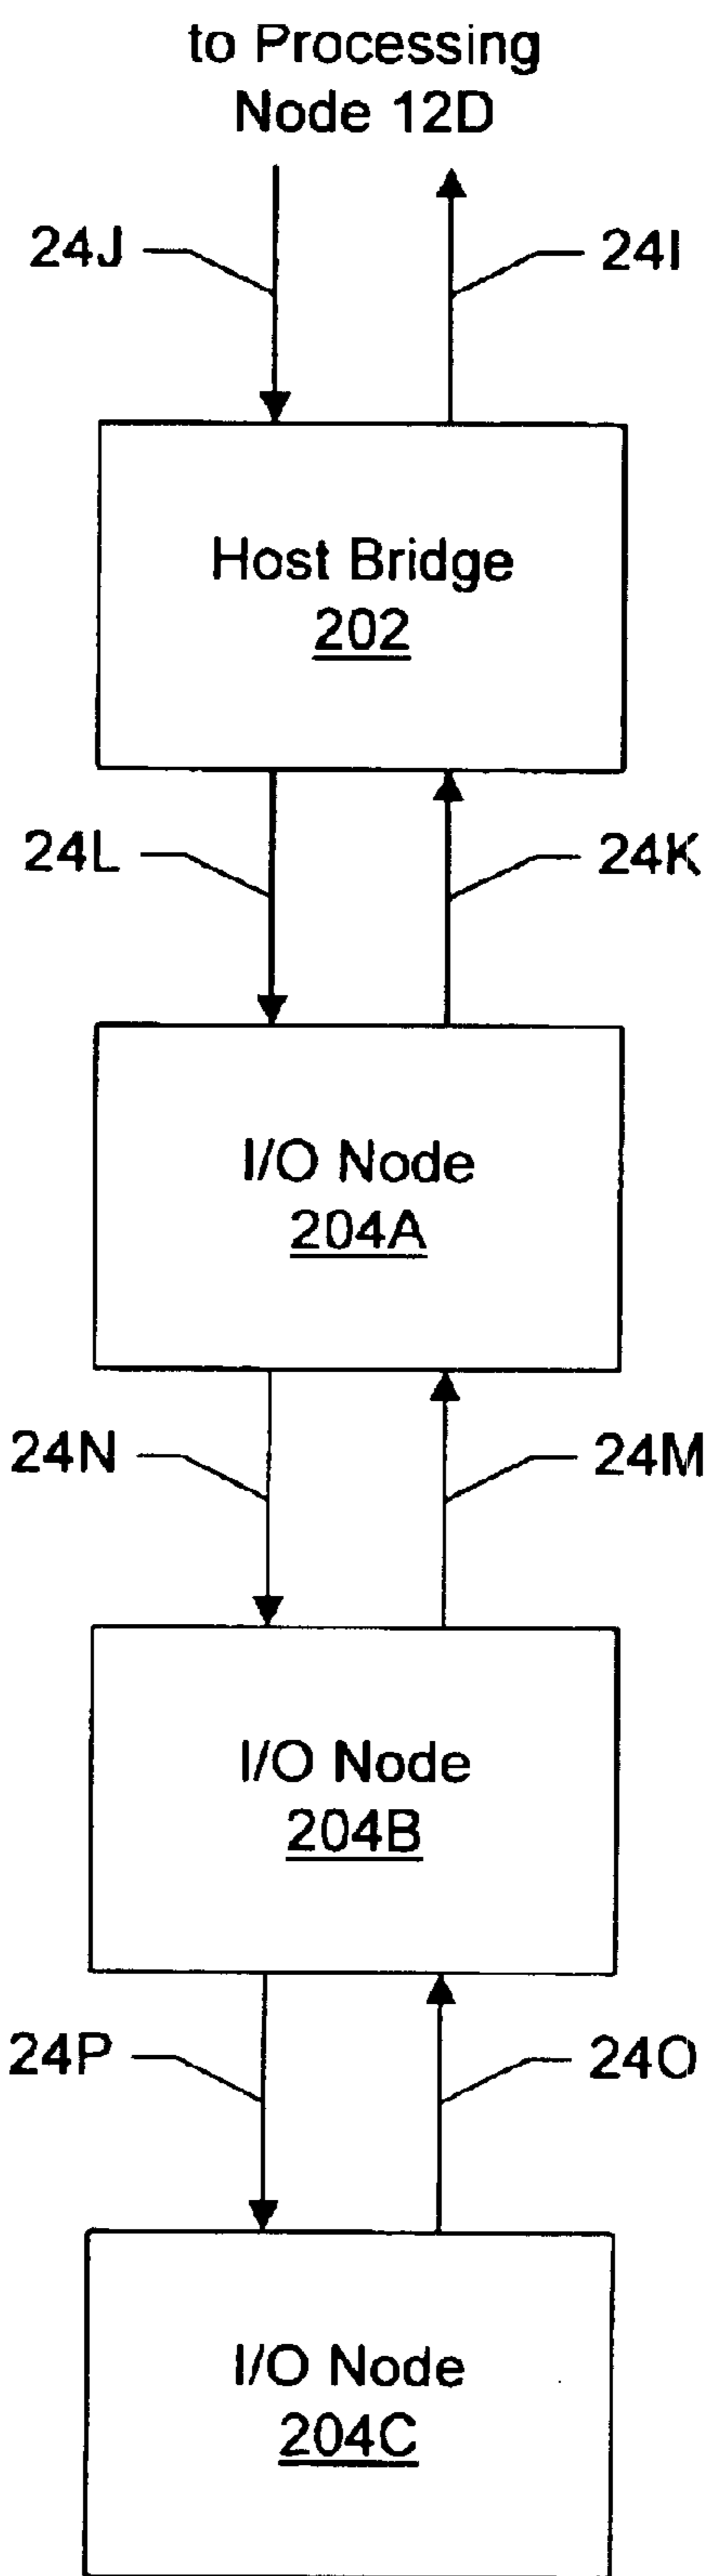 to Processing
Node 12D
24J
24I
Host Bridge
202
24L
24K
I/O Node
204A
24N
24M
I/O Node
204B
24P
24O
I/O Node
204C